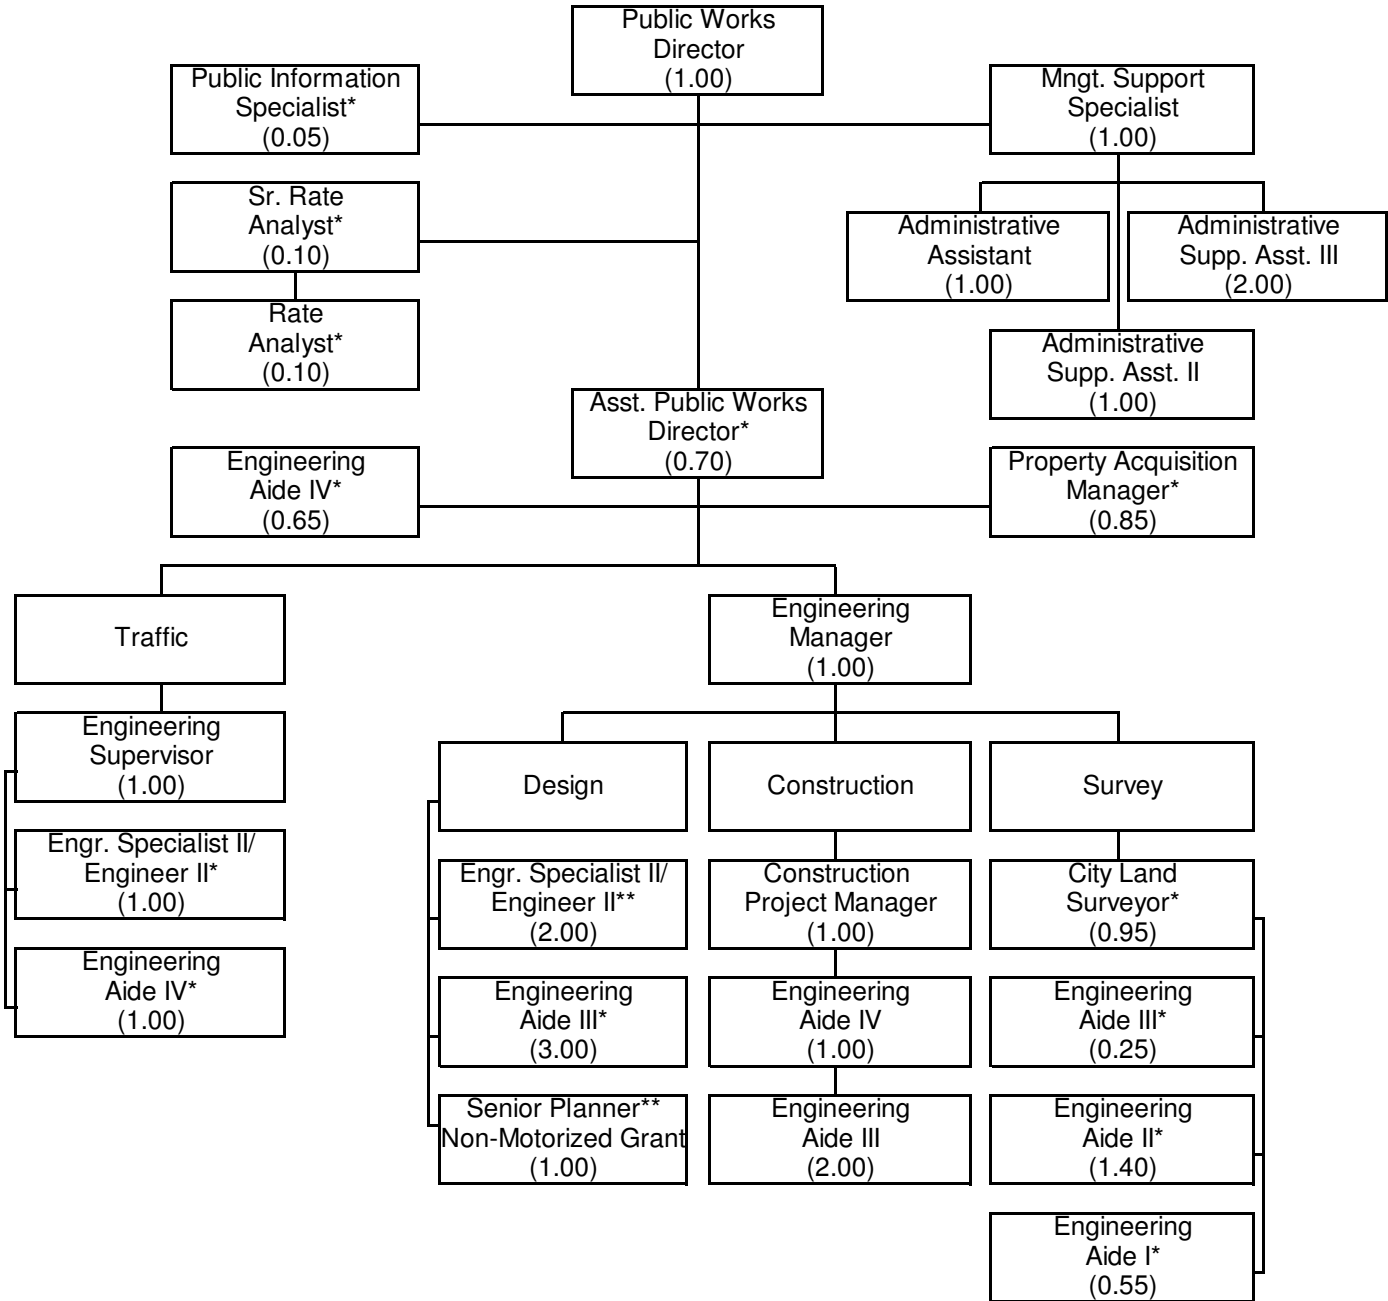 Public Works
Director
(1.00)
Public Information
Specialist*
(0.05)
Mngt. Support
Specialist
(1.00)
Sr. Rate
Analyst*
(0.10)
Administrative
Assistant
(1.00)
Administrative
Supp. Asst. III
(2.00)
Rate
Analyst*
(0.10)
Administrative
Supp. Asst. II
(1.00)
Asst. Public Works
Director*
(0.70)
Engineering
Aide IV*
(0.65)
Property Acquisition
Manager*
(0.85)
Traffic
Engineering
Manager
(1.00)
Engineering
Supervisor
(1.00)
Engr. Specialist II/
Engineer II*
(1.00)
Engineering
Aide IV*
(1.00)
Design
Engr. Specialist II/
Engineer II**
(2.00)
Engineering
Aide III*
(3.00)
Senior Planner**
Non-Motorized Grant
(1.00)
Construction
Construction
Project Manager
(1.00)
Engineering
Aide IV
(1.00)
Engineering
Aide III
(2.00)
Survey
City Land
Surveyor*
(0.95)
Engineering
Aide III*
(0.25)
Engineering
Aide II*
(1.40)
Engineering
Aide I*
(0.55)